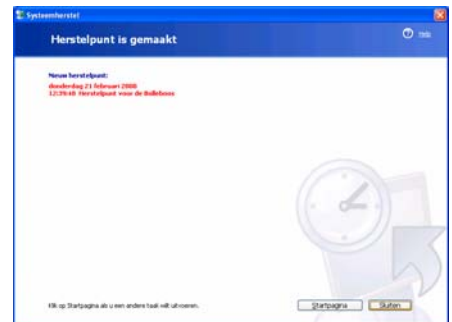 Systeemherstel
Herstelpunt is gemaakt
Help
Nieuw herstelpunt:
donderdag 21 februari 2008
12:39:48 Herstelpunt voor de Bolleboos
Klik op Startpagina als u een andere taak wilt uitvoeren.
Startpagina
Sluiten